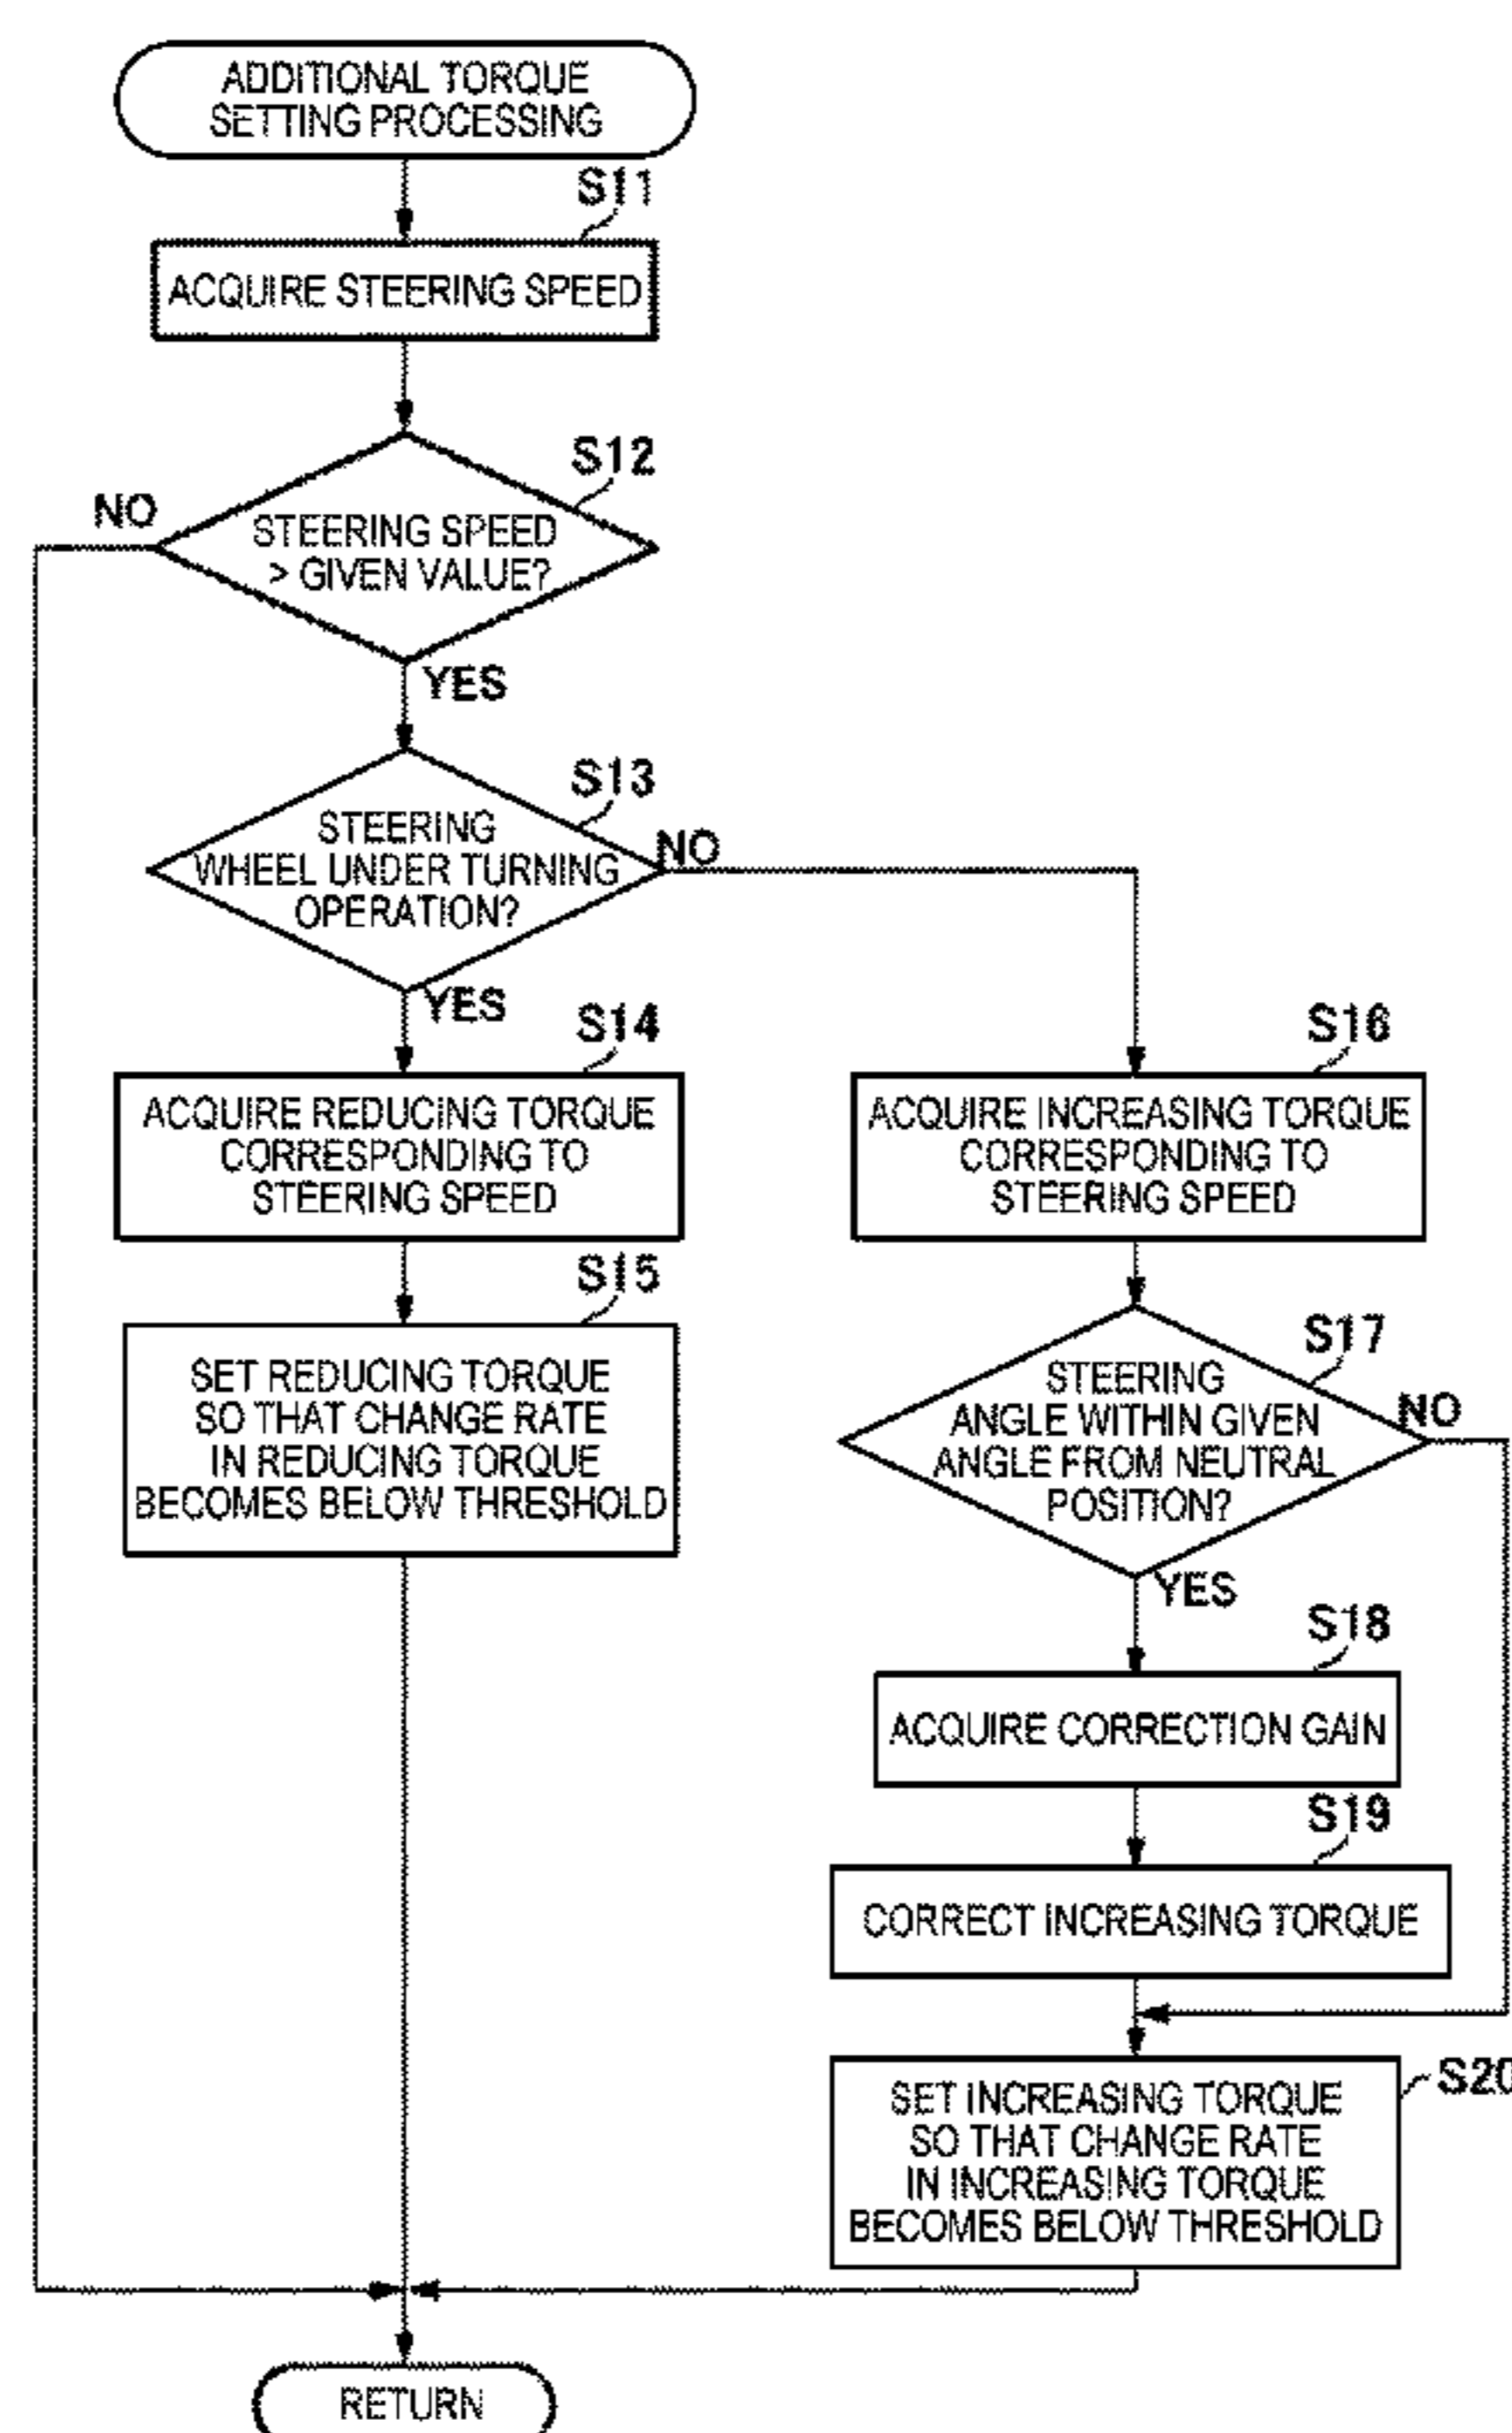 ADDITIONAL TORQUE
SETTING PROCESSING
S11
ACQUIRE STEERING SPEED
S12
NO
STEERING SPEED
> GIVEN VALUE?
YES
S13
STEERING
WHEEL UNDER TURNING
OPERATION?
NO
YES
S14
ACQUIRE REDUCING TORQUE
CORRESPONDING TO
STEERING SPEED
S15
SET REDUCING TORQUE
SO THAT CHANGE RATE
IN REDUCING TORQUE
BECOMES BELOW THRESHOLD
S16
ACQUIRE INCREASING TORQUE
CORRESPONDING TO
STEERING SPEED
S17
STEERING
ANGLE WITHIN GIVEN
ANGLE FROM NEUTRAL
POSITION?
NO
YES
S18
ACQUIRE CORRECTION GAIN
S19
CORRECT INCREASING TORQUE
S20
SET INCREASING TORQUE
SO THAT CHANGE RATE
IN INCREASING TORQUE
BECOMES BELOW THRESHOLD
RETURN